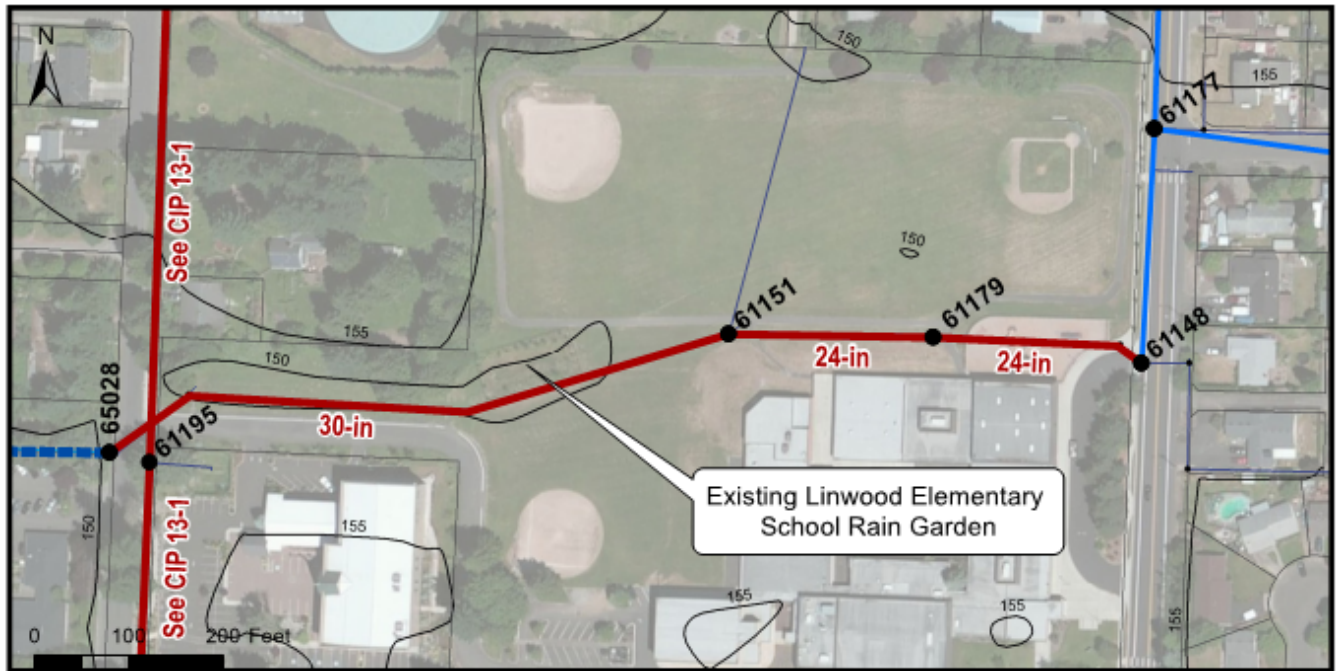 N
150
155
61177
See CIP 13-1
150
61151
61179
155
61148
150
24-in
24-in
65028
61195
30-in
Existing Linwood Elementary
School Rain Garden
150
155
See CIP 13-1
155
155
155
0 100 200 Feet